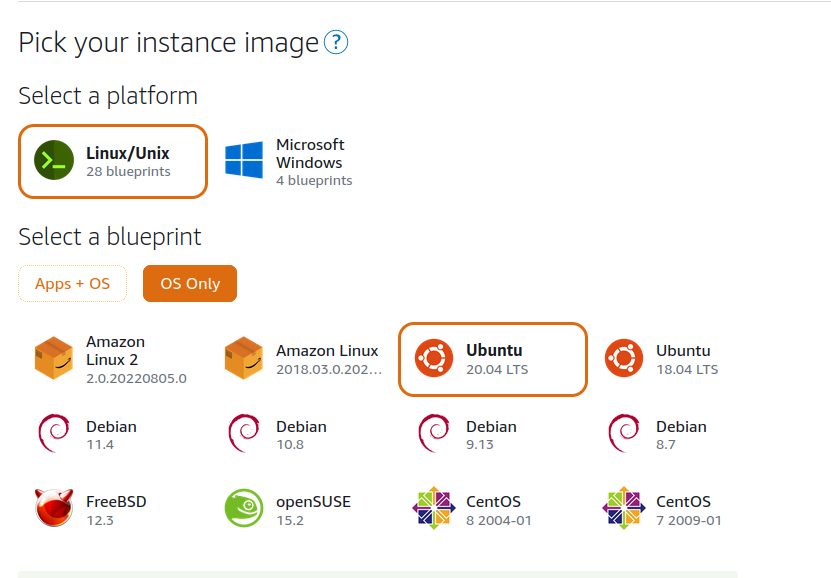 Pick your instance image ?
Select a platform
Linux/Unix
28 blueprints
Microsoft
Windows
4 blueprints
Select a blueprint
Apps + OS
OS Only
Amazon
Linux 2
2.0.20220805.0
Amazon Linux
2018.03.0.202...
Ubuntu
20.04 LTS
Ubuntu
18.04 LTS
Debian
11.4
Debian
10.8
Debian
9.13
Debian
8.7
FreeBSD
12.3
openSUSE
15.2
CentOS
8 2004-01
CentOS
7 2009-01